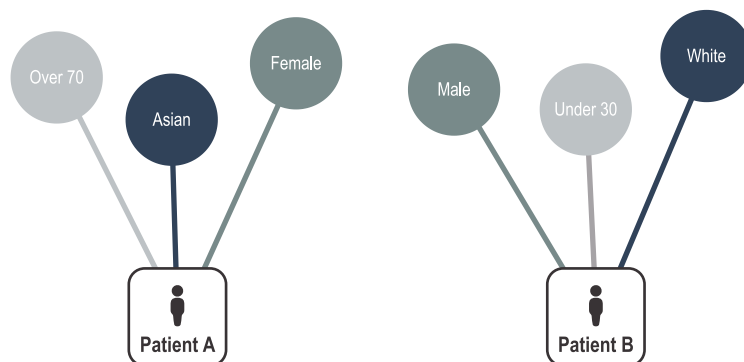 Over 70
Asian
Female
Patient A
Male
Under 30
White
Patient B